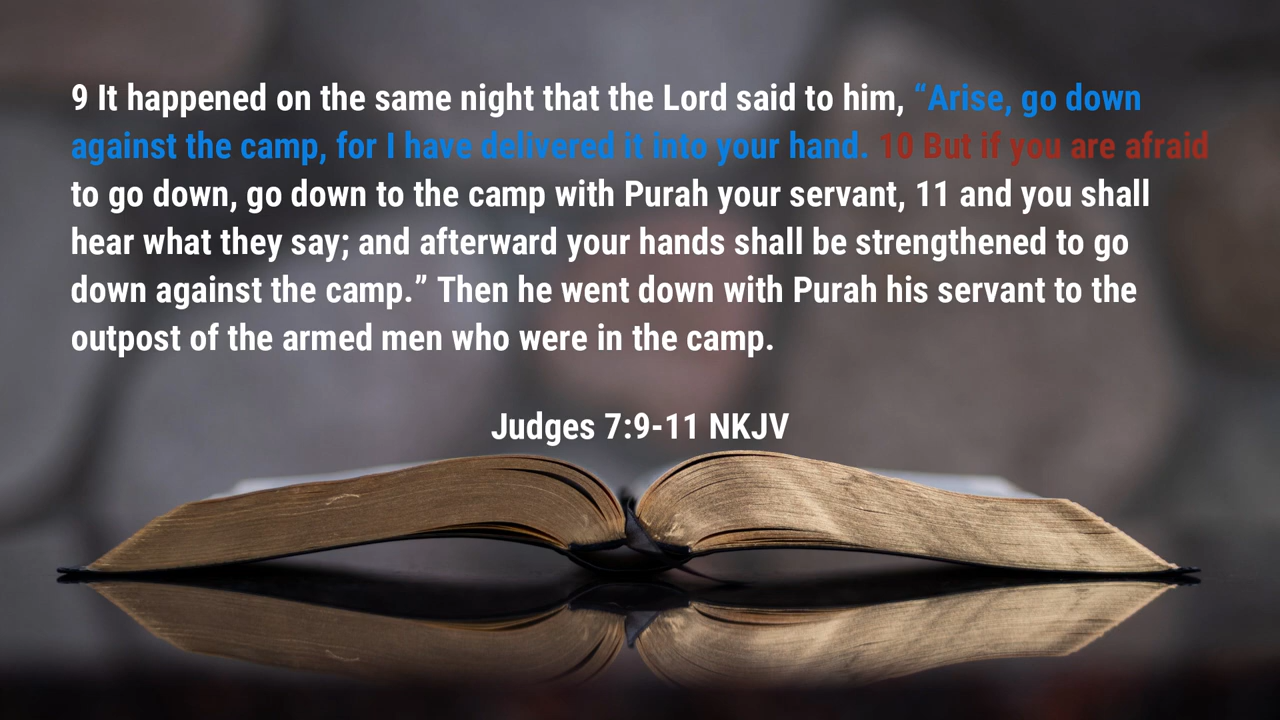 9 It happened on the same night that the Lord said to him, “Arise, go down
against the camp, for I have delivered it into your hand. 10 But if you are afraid
to go down, go down to the camp with Purah your servant, 11 and you shall
hear what they say; and afterward your hands shall be strengthened to go
down against the camp.” Then he went down with Purah his servant to the
outpost of the armed men who were in the camp.
Judges 7:9-11 NKJV